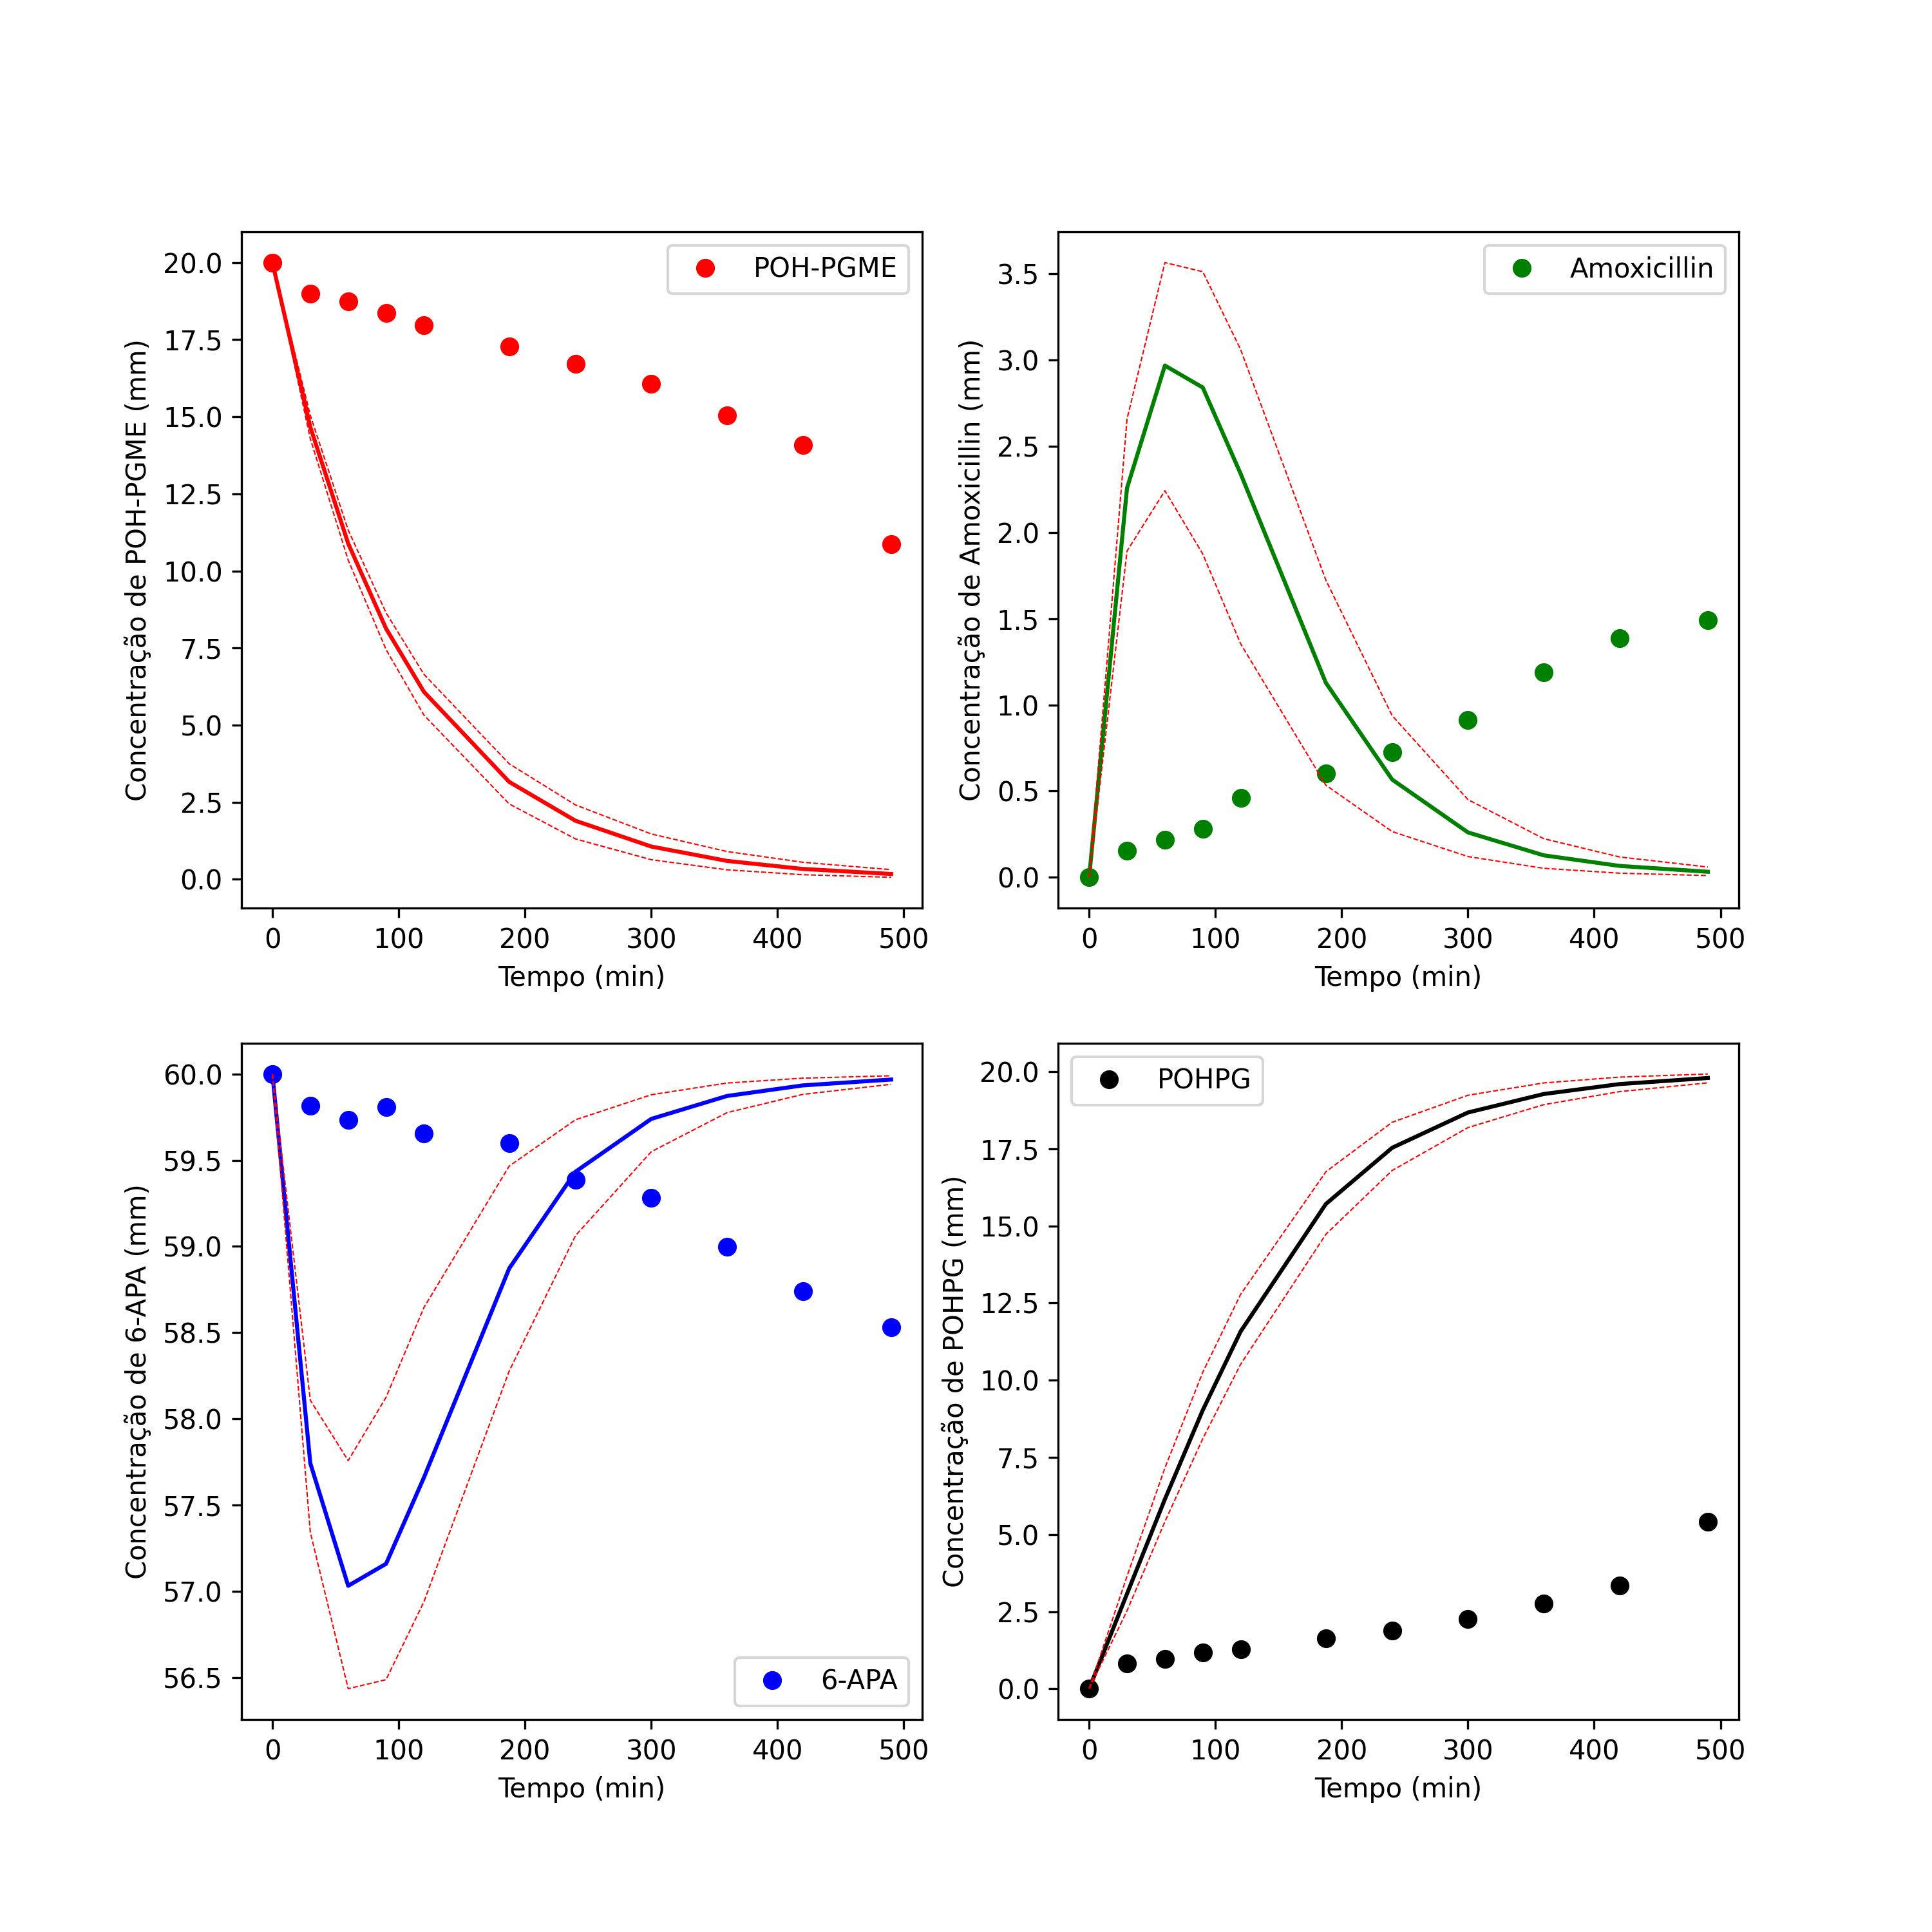 POH-PGME
Concentração de POH-PGME (mm)
20.0
17.5
15.0
12.5
10.0
7.5
5.0
2.5
0.0
0 100 200 300 400 500
Tempo (min)
Amoxicillin
Concentração de Amoxicillin (mm)
3.5
3.0
2.5
2.0
1.5
1.0
0.5
0.0
0 100 200 300 400 500
Tempo (min)
Concentração de 6-APA (mm)
60.0
59.5
59.0
58.5
58.0
57.5
57.0
56.5
6-APA
0 100 200 300 400 500
Tempo (min)
POHPG
Concentração de POHPG (mm)
20.0
17.5
15.0
12.5
10.0
7.5
5.0
2.5
0.0
0 100 200 300 400 500
Tempo (min)